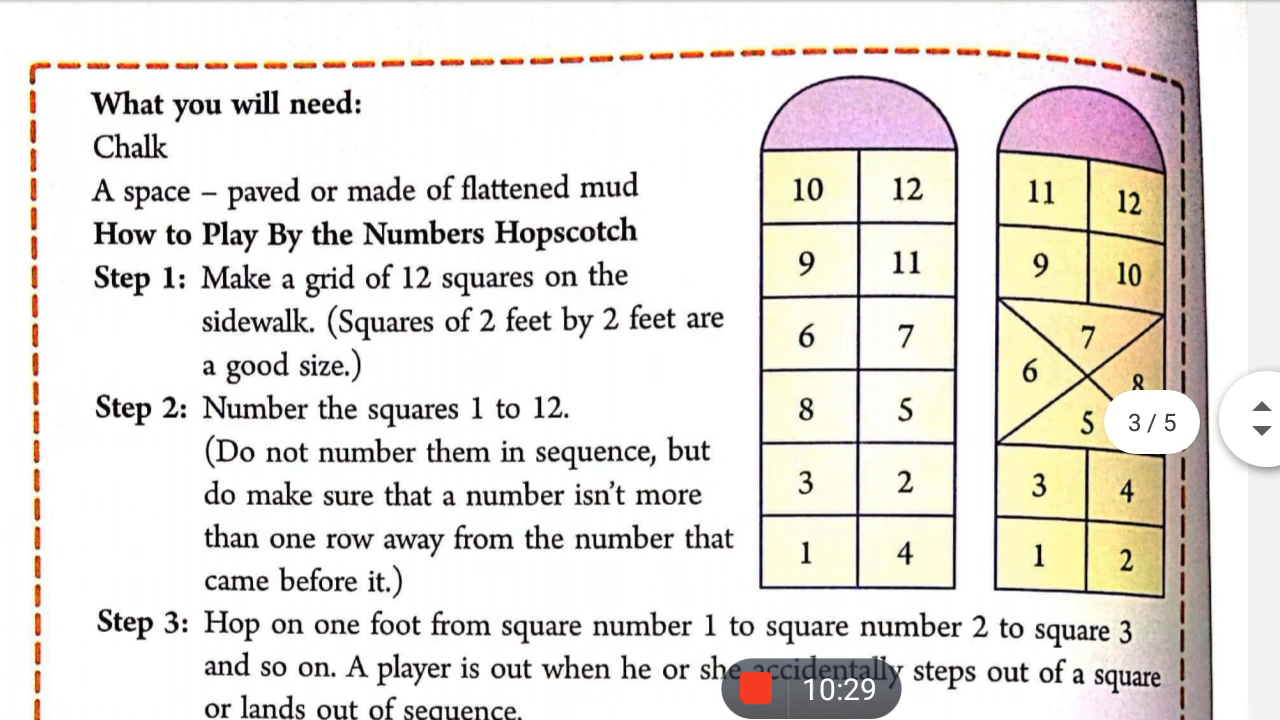 What you will need:
Chalk
A space – paved or made of flattened mud
How to Play By the Numbers Hopscotch
Step 1: Make a grid of 12 squares on the
sidewalk. (Squares of 2 feet by 2 feet are
a good size.)
Step 2: Number the squares 1 to 12.
(Do not number them in sequence, but
do make sure that a number isn't more
than one row away from the number that
came before it.)
Step 3: Hop on one foot from square number 1 to square number 2 to square 3
and so on. A player is out when he or she accidentally steps out of a square
or lands out of sequence.
10 12
9 11
6 7
8 5
3 2
1 4
11 12
9 10
7
6 8
5
3 4
1 2
3 / 5
10:29